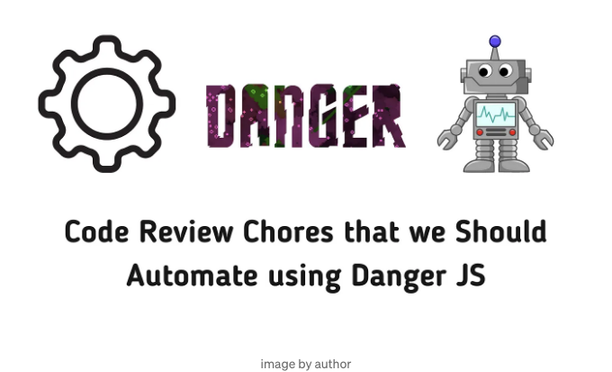 DANGER
Code Review Chores that we Should
Automate using Danger JS
image by author